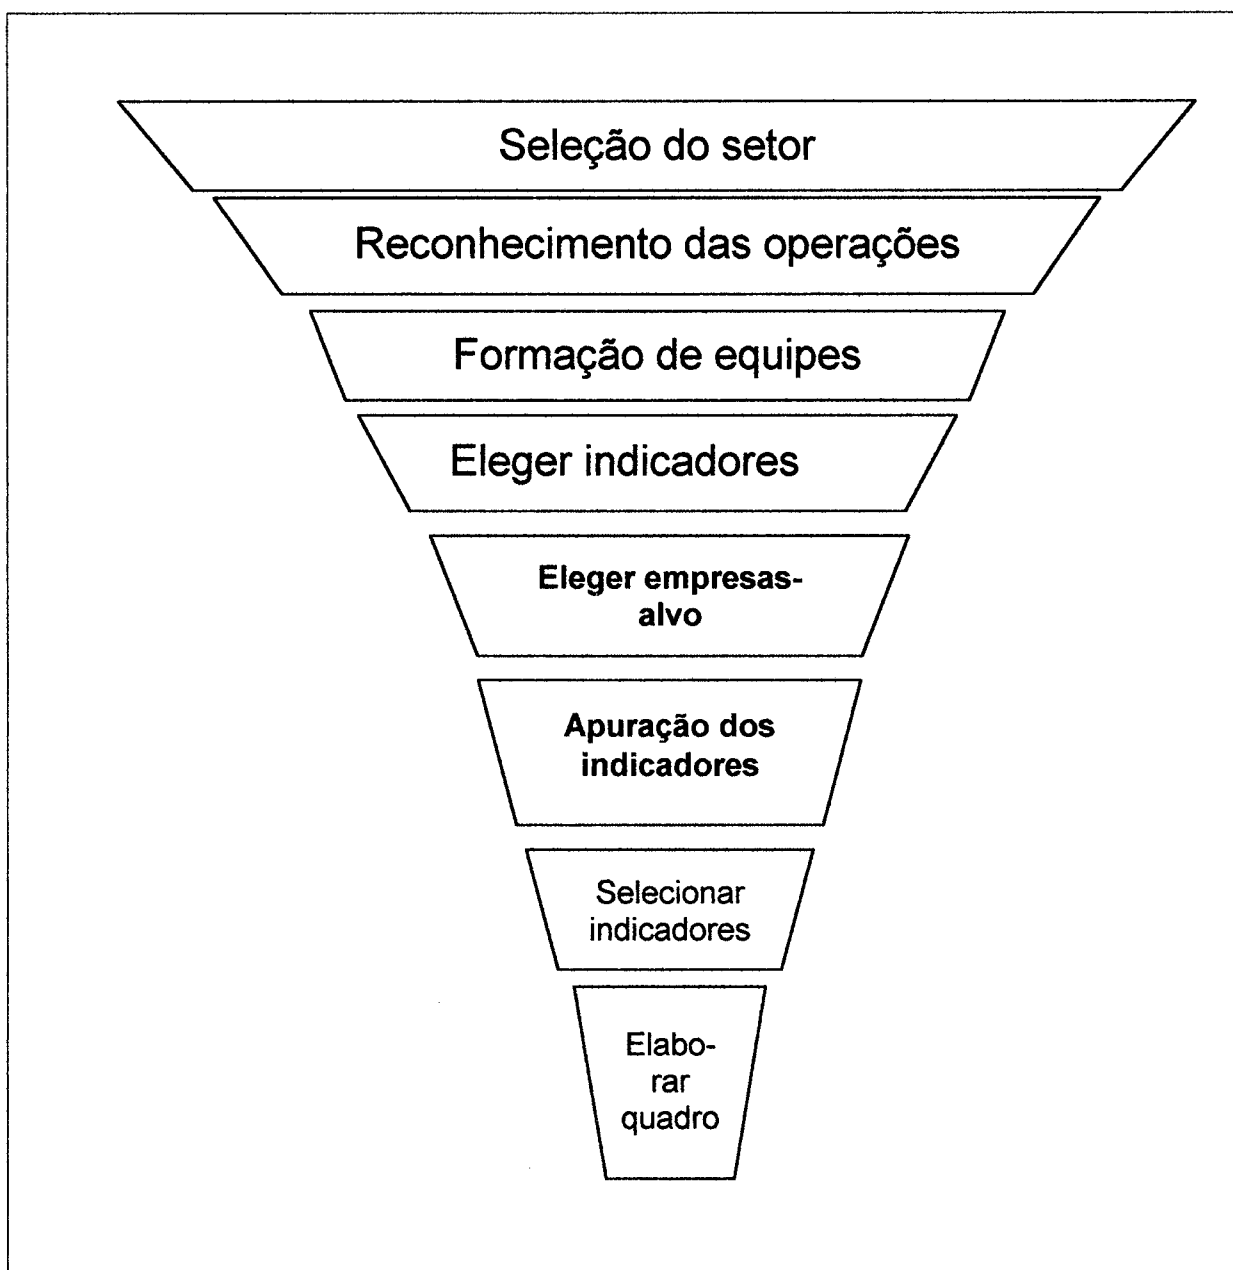 Seleção do setor
Reconhecimento das operações
Formação de equipes
Eleger indicadores
Eleger empresas-
alvo
Apuração dos
indicadores
Selecionar
indicadores
Elabo-
rar
quadro